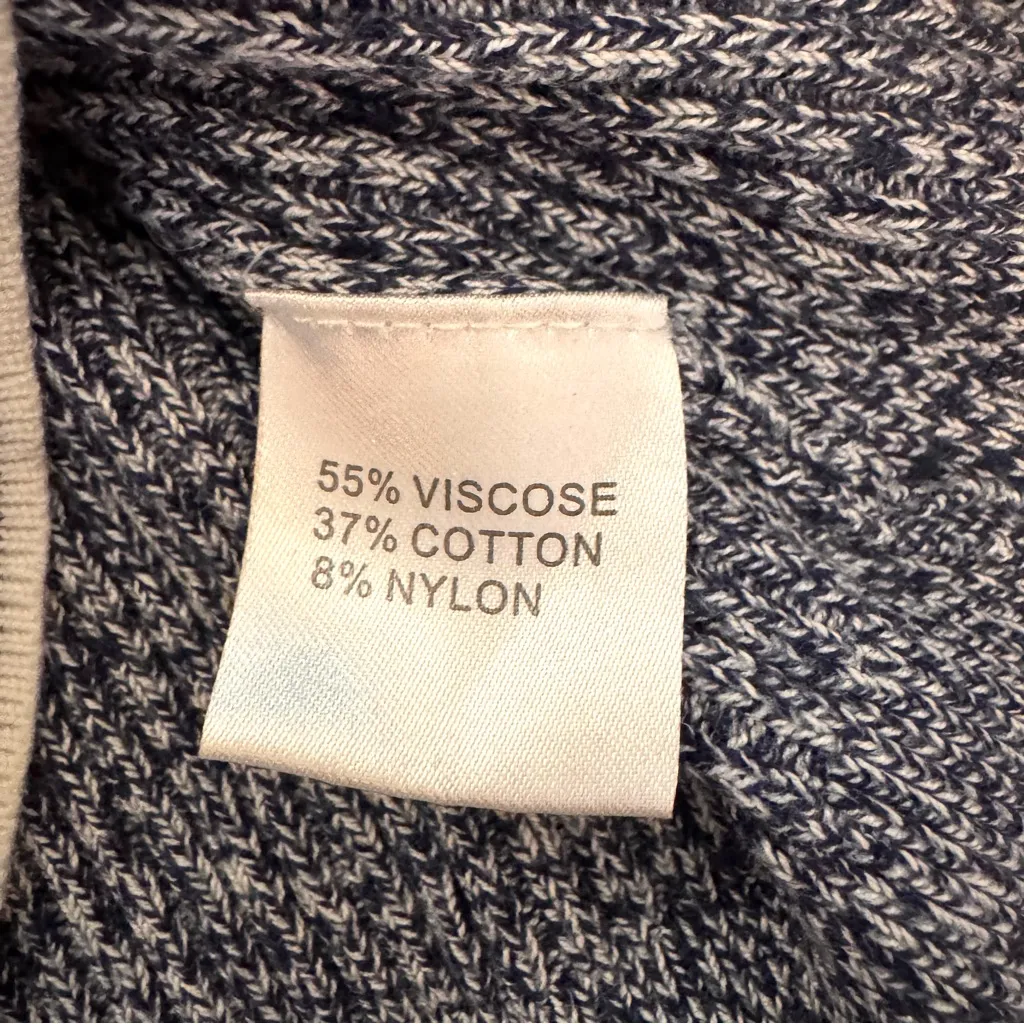 55% VISCOSE
37% COTTON
8% NYLON